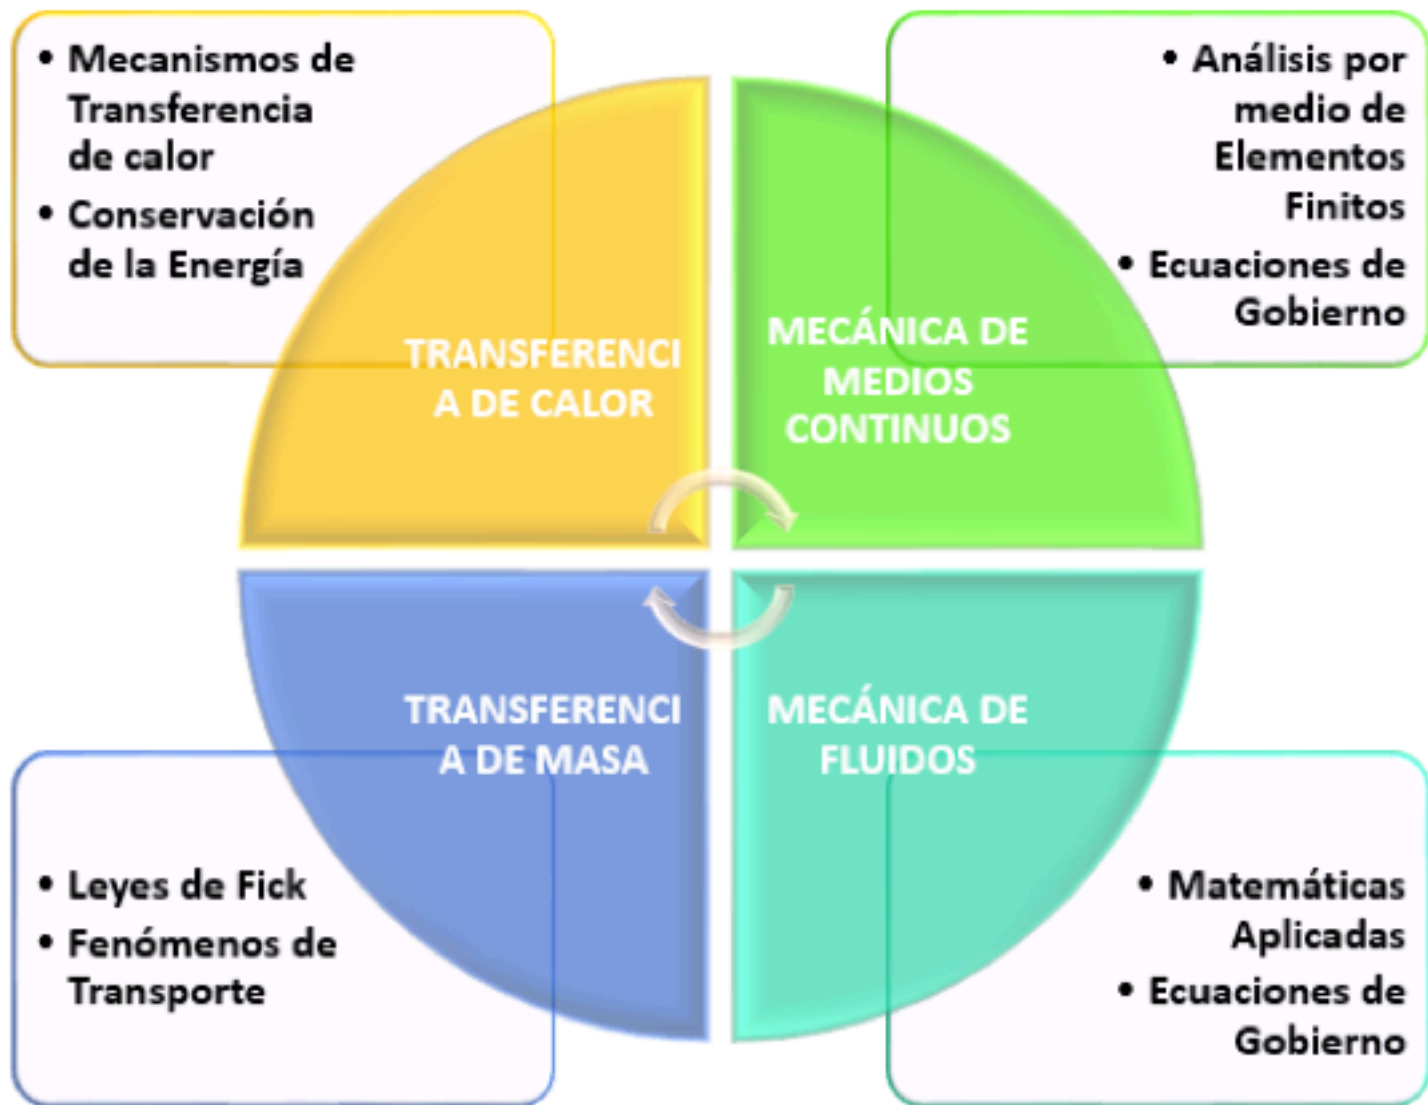 • Mecanismos de
Transferencia
de calor
• Conservación
de la Energía
• Análisis por
medio de
Elementos
Finitos
• Ecuaciones de
Gobierno
TRANSFERENCI
A DE CALOR
MECÁNICA DE
MEDIOS
CONTINUOS
TRANSFERENCI
A DE MASA
MECÁNICA DE
FLUIDOS
• Leyes de Fick
• Fenómenos de
Transporte
• Matemáticas
Aplicadas
• Ecuaciones de
Gobierno